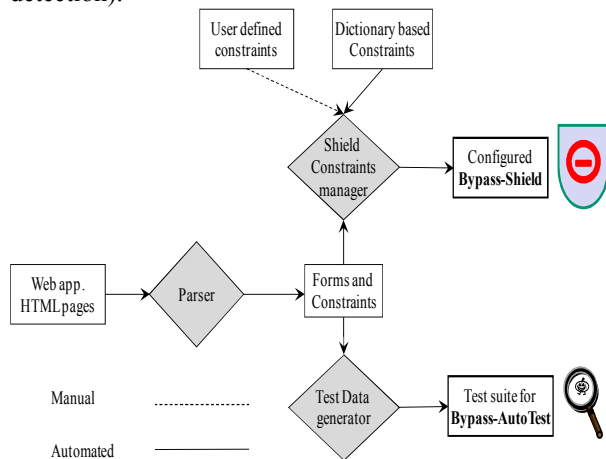 detection).
User defined
constraints
Dictionary based
Constraints
Shield
Constraints
manager
Configured
Bypass-Shield
Web app.
HTML pages
Parser
Forms and
Constraints
Test Data
generator
Test suite for
Bypass-AutoTest
Manual
Automated